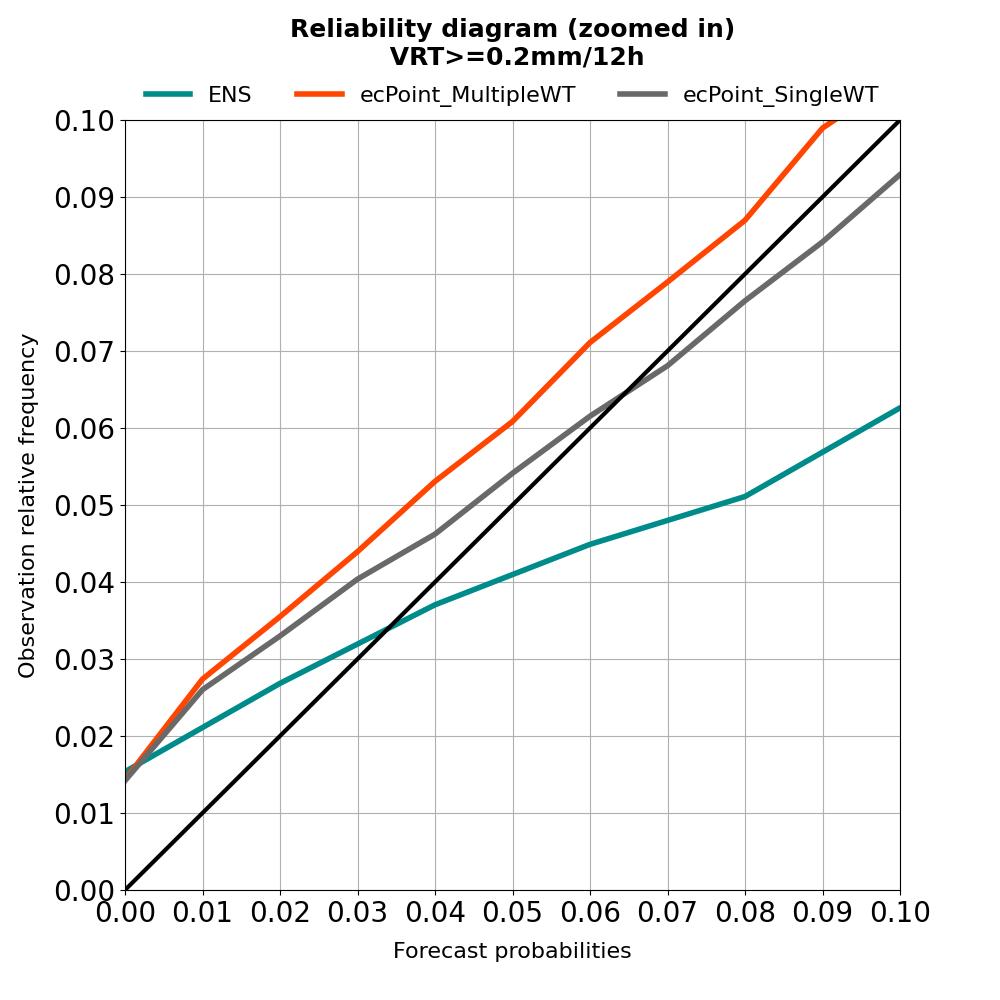 Reliability diagram (zoomed in)
VRT>=0.2mm/12h
ENS ecPoint_MultipleWT ecPoint_SingleWT
0.10
0.09
0.08
0.07
0.06
0.05
0.04
0.03
0.02
0.01
0.00
Observation relative frequency
0.00 0.01 0.02 0.03 0.04 0.05 0.06 0.07 0.08 0.09 0.10
Forecast probabilities